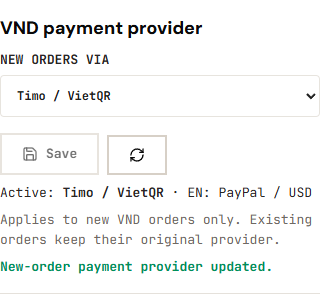 VND payment provider
NEW ORDERS VIA
Timo / VietQR
Save
Active: Timo / VietQR · EN: PayPal / USD
Applies to new VND orders only. Existing
orders keep their original provider.
New-order payment provider updated.